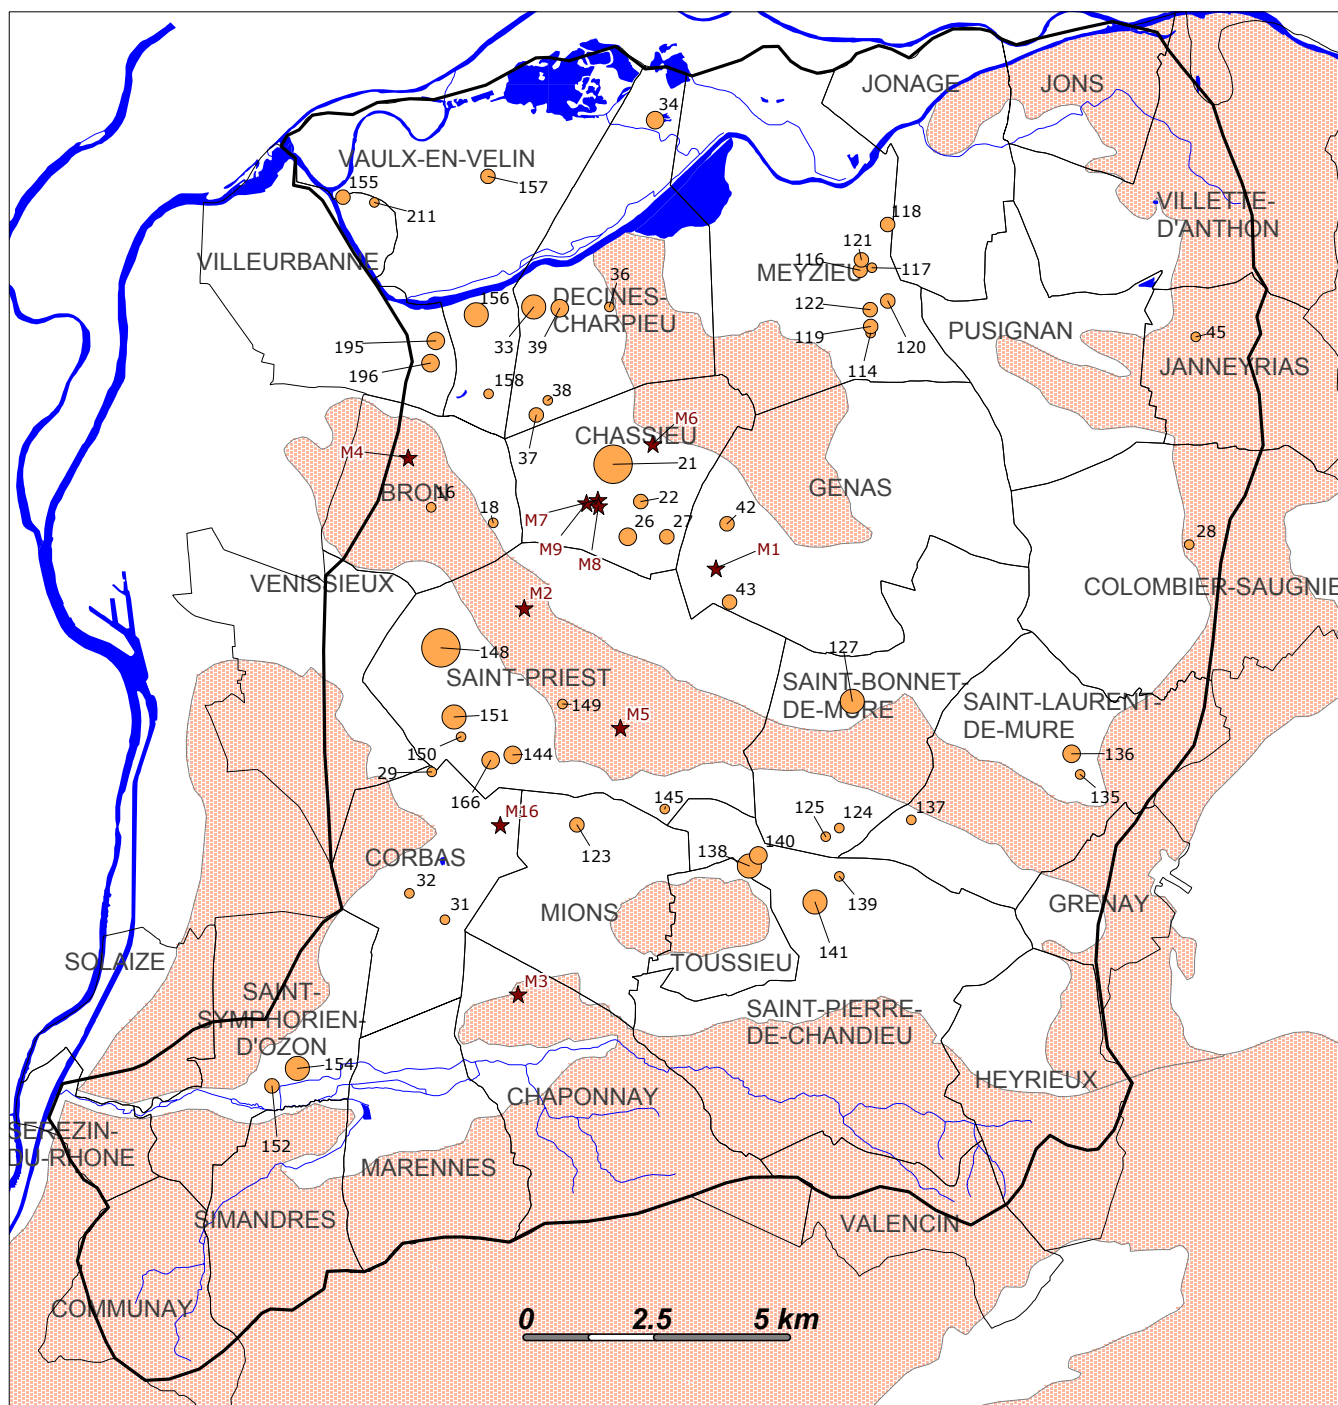 JONAGE
JONS
34
VAULX-EN-VELIN
157
155
211
118
VILLETTE-
D'ANTHON
VILLEURBANNE
121
116
117
MEYZIEU
36
156
DECINES-
CHARPIEU
33
39
122
119
120
114
PUSIGNAN
45
JANNEYRIAS
195
196
158
38
37
M6
CHASSIEU
21
M4
BRON
16
18
GENAS
22
42
M7
26
27
M9
M8
M1
28
VENISSIEUX
COLOMBIER-SAUGNIE
43
M2
148
127
SAINT-PRIEST
SAINT-BONNET-
DE-MURE
SAINT-LAURENT-
DE-MURE
149
M5
151
150
144
136
29
166
135
M16
145
125
124
137
123
CORBAS
138
140
32
139
31
MIONS
141
GRENAY
SOLAIZE
TOUSSIEU
SAINT-
SYMPHORIEN-
D'OZON
M3
SAINT-PIERRE-
DE-CHANDIEU
154
HEYRIEUX
CHAPONNAY
152
SEREZIN-
DU-RHONE
MARENNES
SIMANDRES
VALENCIN
COMMUNAY
0 2.5 5 km